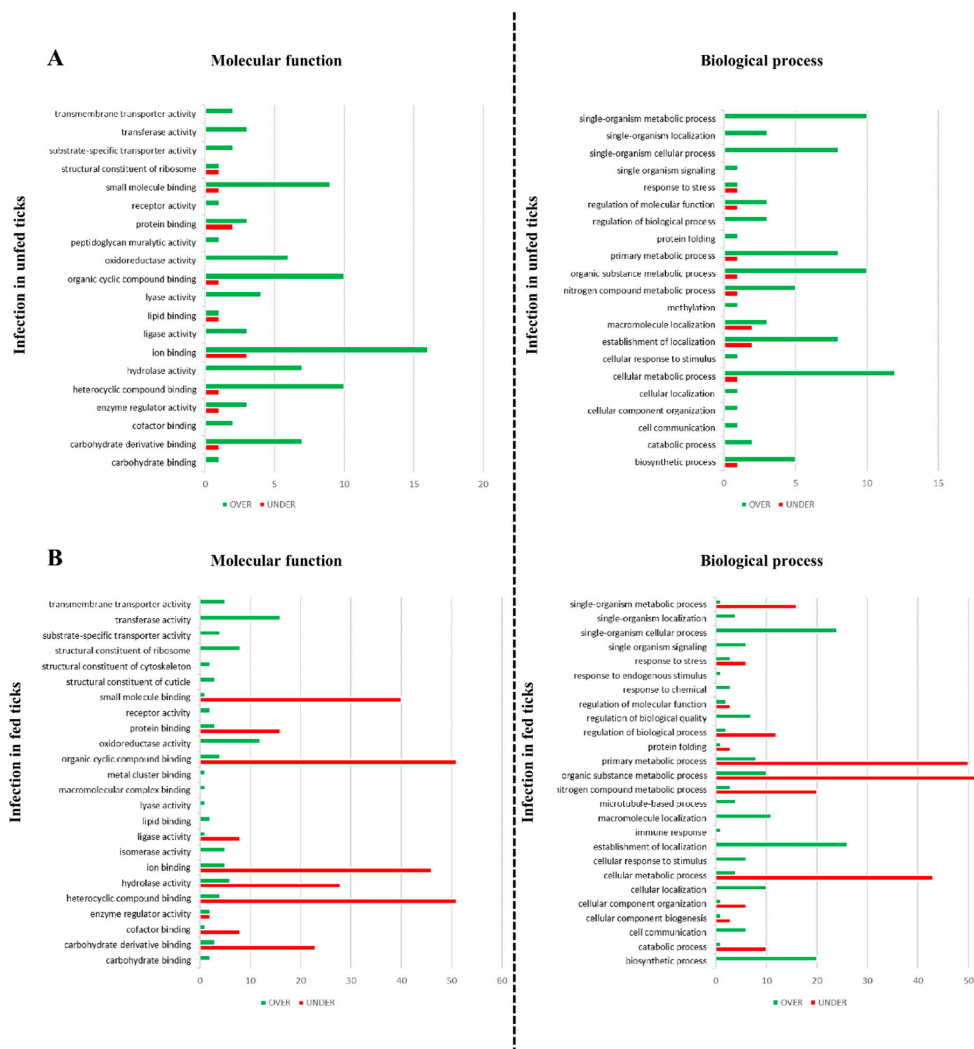 A
Molecular function
Infection in unfed ticks
transmembrane transporter activity
transferase activity
substrate-specific transporter activity
structural constituent of ribosome
small molecule binding
receptor activity
protein binding
peptidoglycan muralytic activity
oxidoreductase activity
organic cyclic compound binding
lyase activity
lipid binding
ligase activity
ion binding
hydrolase activity
heterocyclic compound binding
enzyme regulator activity
cofactor binding
carbohydrate derivative binding
carbohydrate binding
0 5 10 15 20
OVER UNDER
Biological process
Infection in unfed ticks
single-organism metabolic process
single-organism localization
single-organism cellular process
single organism signaling
response to stress
regulation of molecular function
regulation of biological process
protein folding
primary metabolic process
organic substance metabolic process
nitrogen compound metabolic process
methylation
macromolecule localization
establishment of localization
cellular response to stimulus
cellular metabolic process
cellular localization
cellular component organization
cell communication
catabolic process
biosynthetic process
0 5 10 15
OVER UNDER
B
Molecular function
Infection in fed ticks
transmembrane transporter activity
transferase activity
substrate-specific transporter activity
structural constituent of ribosome
structural constituent of cytoskeleton
structural constituent of cuticle
small molecule binding
receptor activity
protein binding
oxidoreductase activity
organic cyclic compound binding
metal cluster binding
macromolecular complex binding
lyase activity
lipid binding
ligase activity
isomerase activity
ion binding
hydrolase activity
heterocyclic compound binding
enzyme regulator activity
cofactor binding
carbohydrate derivative binding
carbohydrate binding
0 10 20 30 40 50 60
OVER UNDER
Biological process
Infection in fed ticks
single-organism metabolic process
single-organism localization
single-organism cellular process
single organism signaling
response to stress
response to endogenous stimulus
response to chemical
regulation of molecular function
regulation of biological quality
regulation of biological process
protein folding
primary metabolic process
organic substance metabolic process
nitrogen compound metabolic process
microtubule-based process
macromolecule localization
immune response
establishment of localization
cellular response to stimulus
cellular metabolic process
cellular localization
cellular component organization
cellular component biogenesis
cell communication
catabolic process
biosynthetic process
0 10 20 30 40 50
OVER UNDER